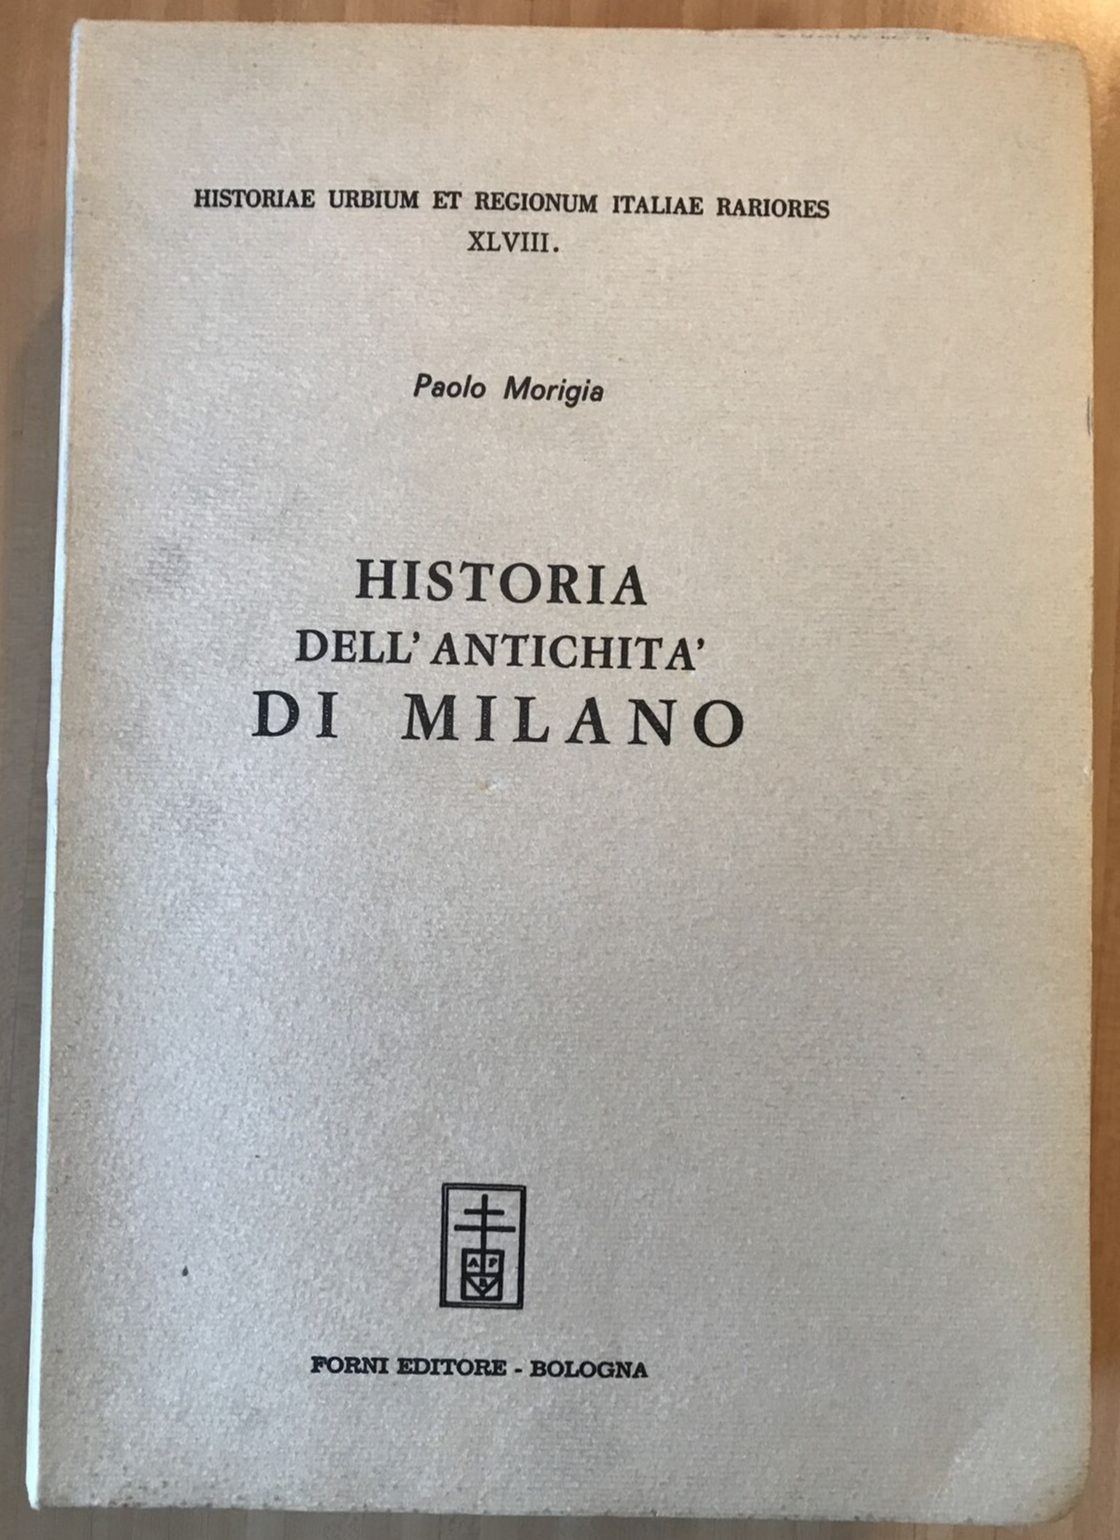 HISTORIAE URBIUM ET REGIONUM ITALIAE RARIORES
XLVIII.
Paolo Morigia
HISTORIA
DELL' ANTICHITA'
DI MILANO
A F
B
FORNI EDITORE - BOLOGNA